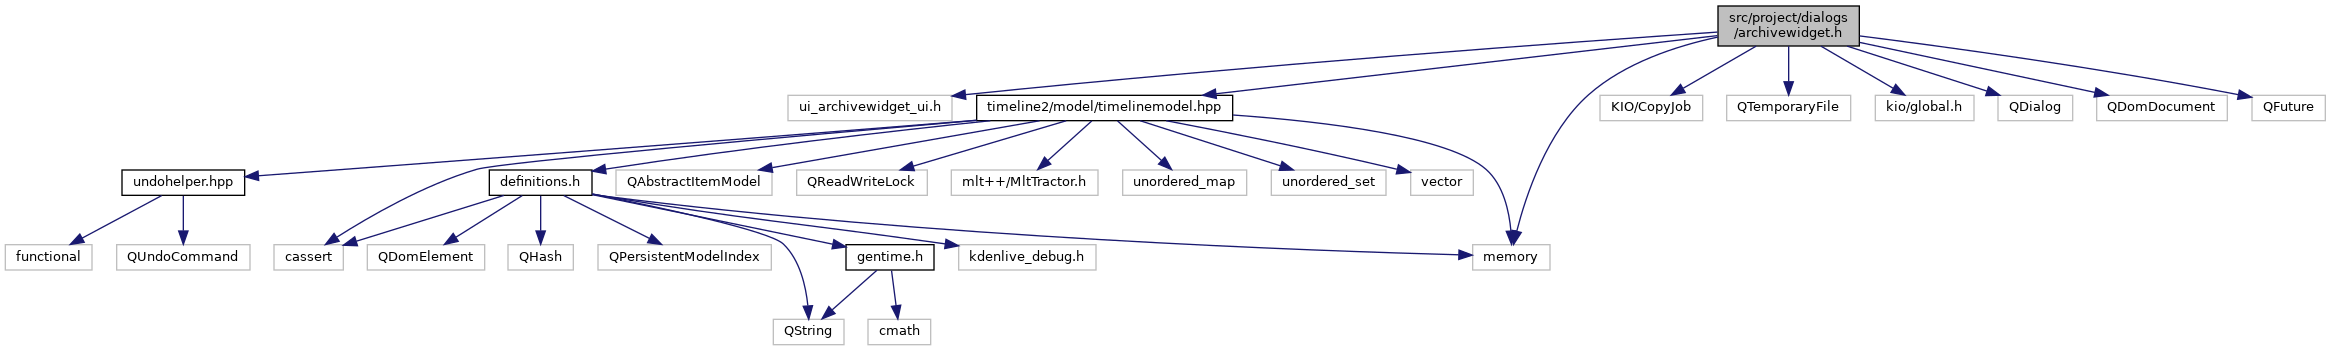 src/project/dialogs
/archivewidget.h
ui_archivewidget_ui.h
timeline2/model/timelinemodel.hpp
KIO/CopyJob
QTemporaryFile
kio/global.h
QDialog
QDomDocument
QFuture
undohelper.hpp
definitions.h
QAbstractItemModel
QReadWriteLock
mlt++/MltTractor.h
unordered_map
unordered_set
vector
functional
QUndoCommand
cassert
QDomElement
QHash
QPersistentModelIndex
gentime.h
kdenlive_debug.h
memory
QString
cmath